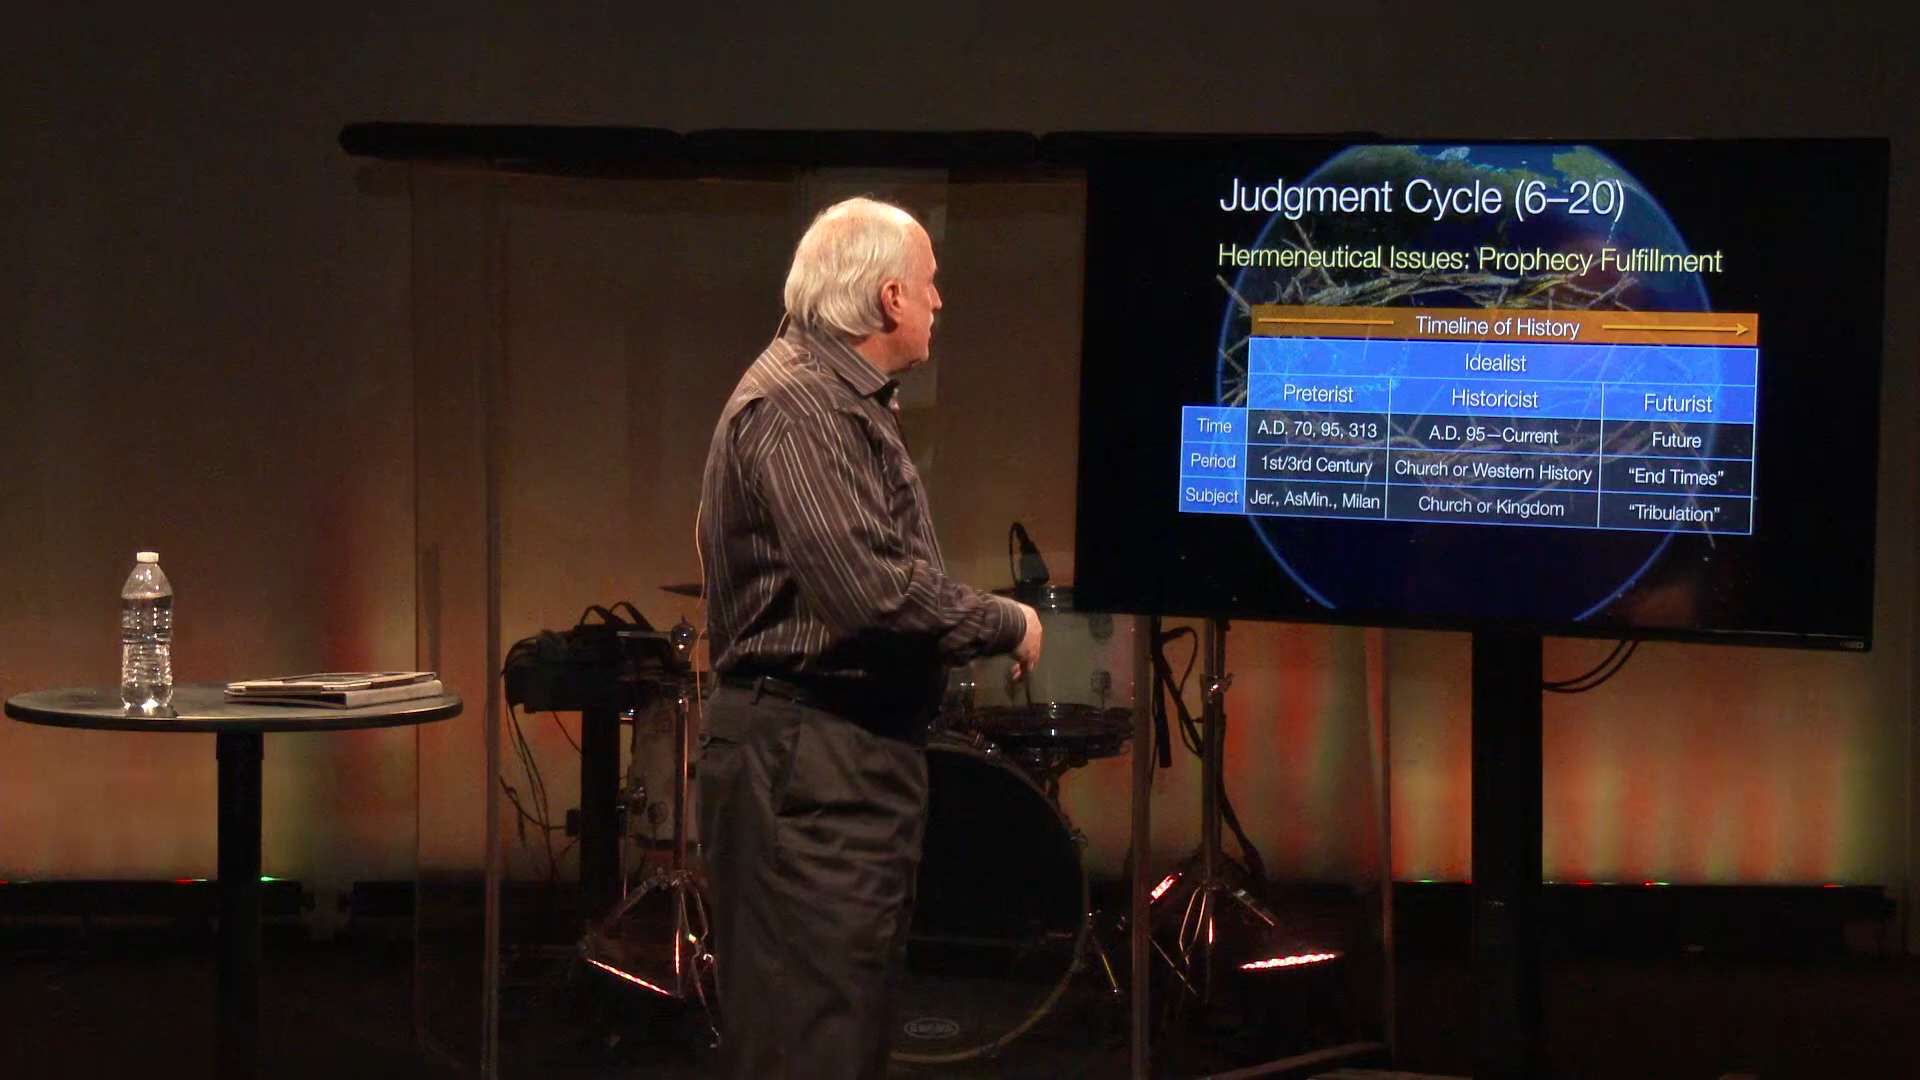 Judgment Cycle (6–20)
Hermeneutical Issues: Prophecy Fulfillment
Timeline of History
Idealist
Preterist Historicist Futurist
Time A.D. 70, 95, 313 A.D. 95—Current Future
Period 1st/3rd Century Church or Western History “End Times”
Subject Jer., AsMin., Milan Church or Kingdom “Tribulation”